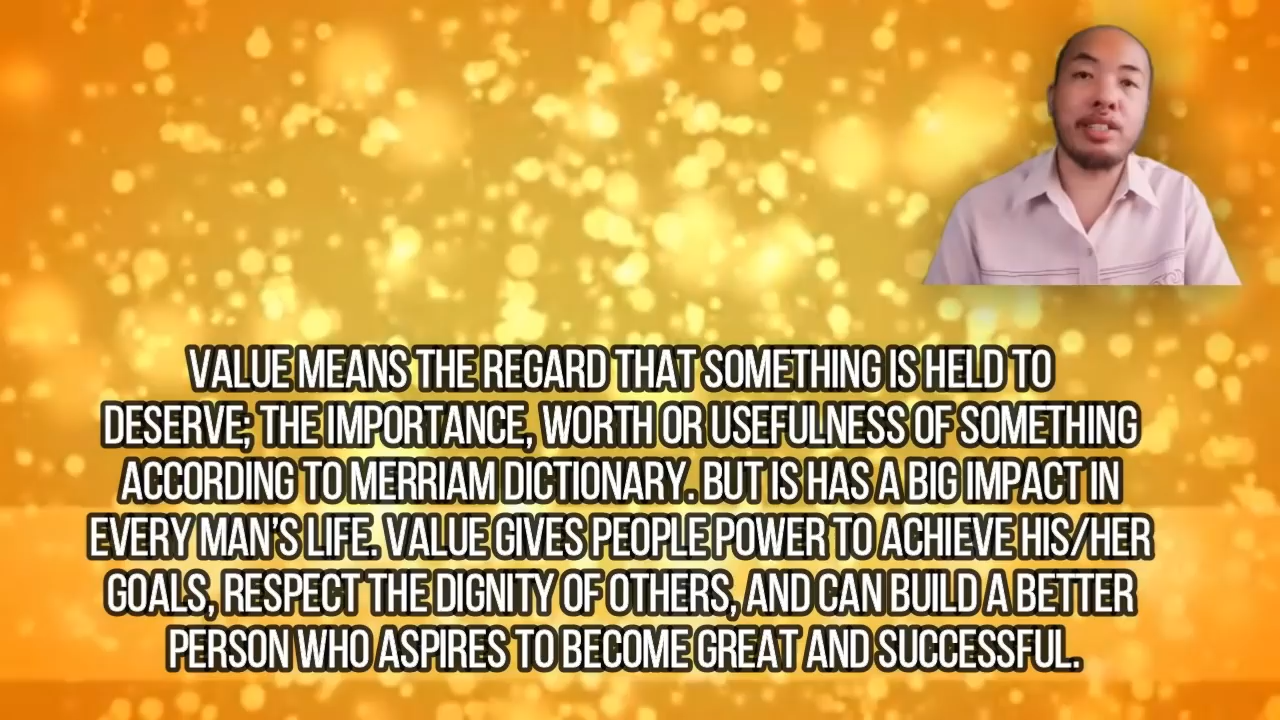 VALUE MEANS THE REGARD THAT SOMETHING IS HELD TO
DESERVE; THE IMPORTANCE, WORTH OR USEFULNESS OF SOMETHING
ACCORDING TO MERRIAM DICTIONARY. BUT IS HAS A BIG IMPACT IN
EVERY MAN'S LIFE. VALUE GIVES PEOPLE POWER TO ACHIEVE HIS/HER
GOALS, RESPECT THE DIGNITY OF OTHERS, AND CAN BUILD A BETTER
PERSON WHO ASPIRES TO BECOME GREAT AND SUCCESSFUL.